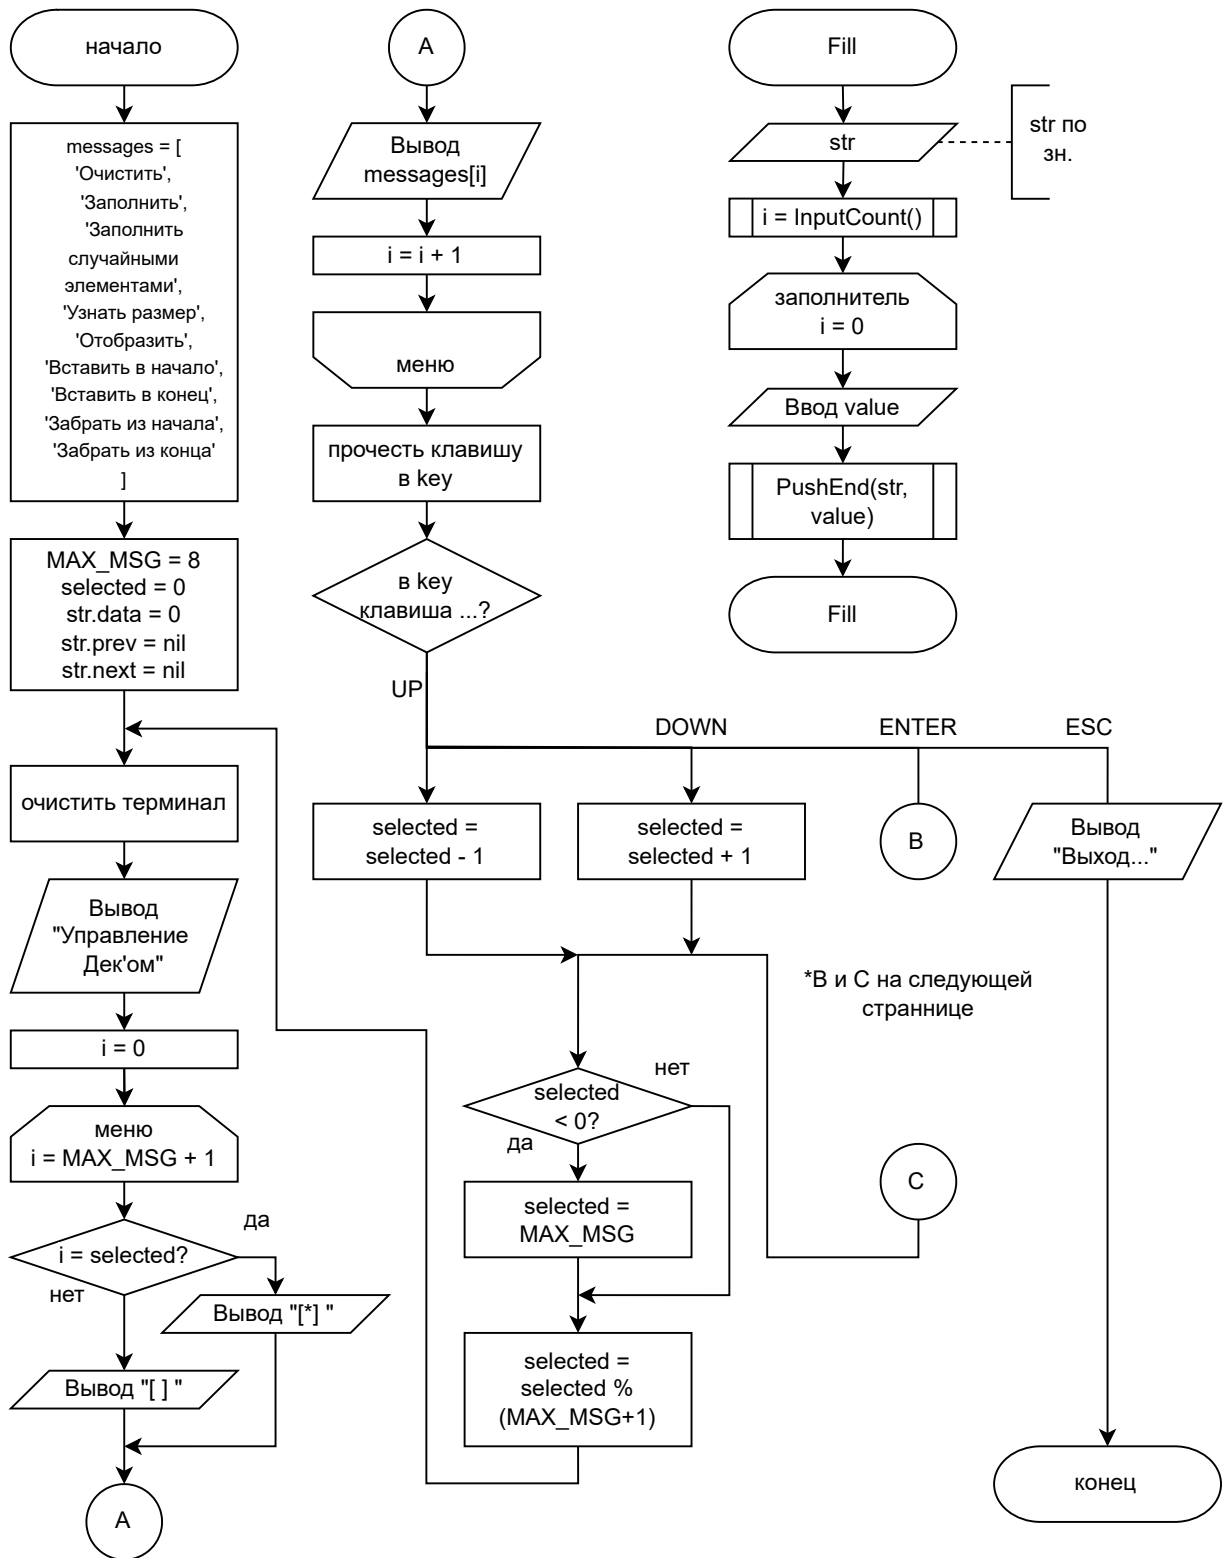 начало
messages = [
'Очистить',
'Заполнить',
'Заполнить
случайными
элементами',
'Узнать размер',
'Отобразить',
'Вставить в начало',
'Вставить в конец',
'Забрать из начала',
'Забрать из конца'
]
MAX_MSG = 8
selected = 0
str.data = 0
str.prev = nil
str.next = nil
очистить терминал
Вывод
"Управление
Дек'ом"
i = 0
меню
i = MAX_MSG + 1
i = selected?
да
нет
Вывод "[*] "
Вывод "[ ] "
A
A
Вывод
messages[i]
i = i + 1
меню
прочесть клавишу
в key
в key
клавиша ...?
UP
DOWN
ENTER
ESC
selected =
selected - 1
selected =
selected + 1
B
Вывод
"Выход..."
*B и C на следующей
страннице
selected
< 0?
нет
да
selected =
MAX_MSG
C
selected =
selected %
(MAX_MSG+1)
конец
Fill
str
str по
зн.
i = InputCount()
заполнитель
i = 0
Ввод value
PushEnd(str,
value)
Fill